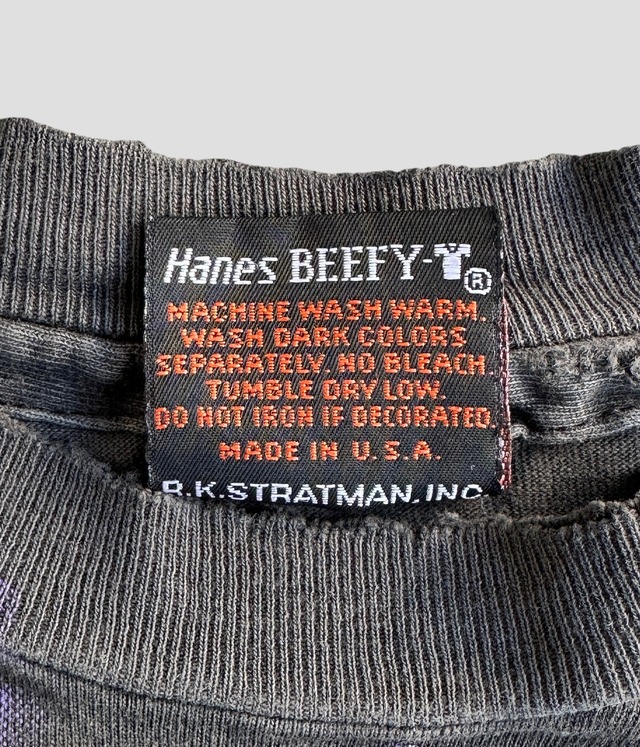 Hanes BEEFY-T®
MACHINE WASH WARM.
WASH DARK COLORS
SEPARATELY. NO BLEACH.
TUMBLE DRY LOW.
DO NOT IRON IF DECORATED.
MADE IN U.S.A.
R.K.STRATMAN, INC.